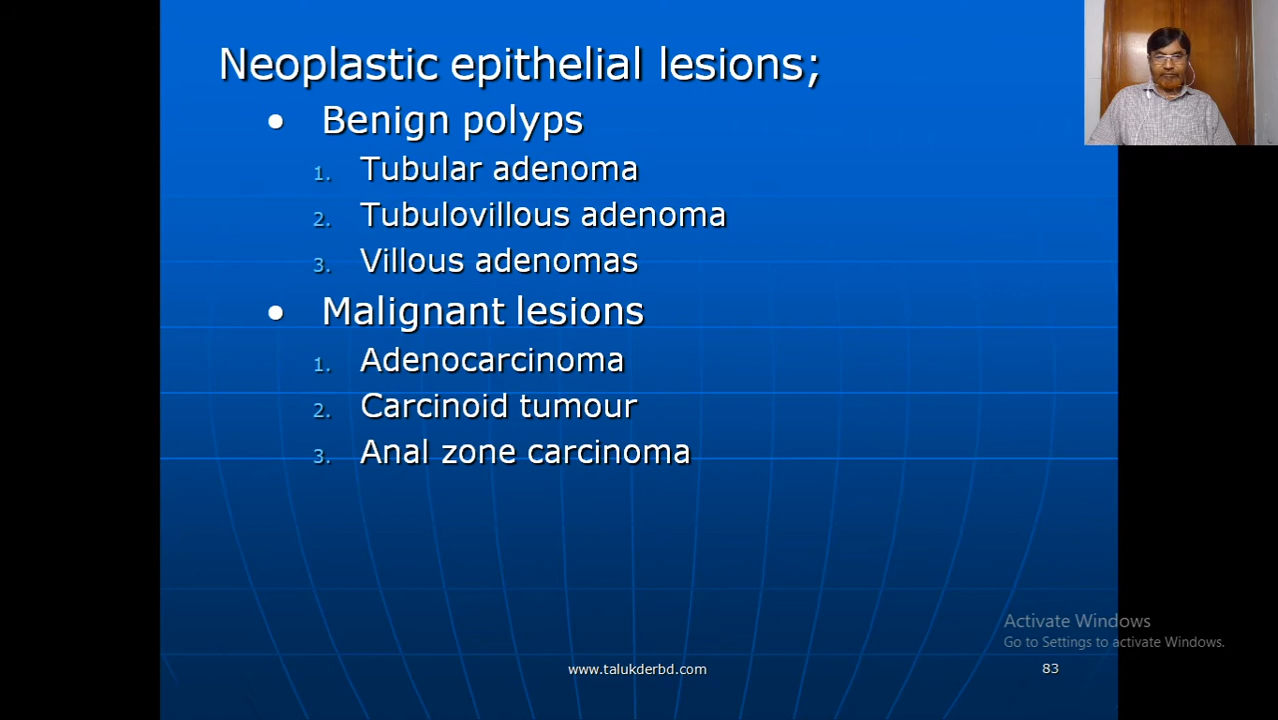 Neoplastic epithelial lesions;
• Benign polyps
1. Tubular adenoma
2. Tubulovillous adenoma
3. Villous adenomas
• Malignant lesions
1. Adenocarcinoma
2. Carcinoid tumour
3. Anal zone carcinoma
Activate Windows
Go to Settings to activate Windows.
www.talukderbd.com
83